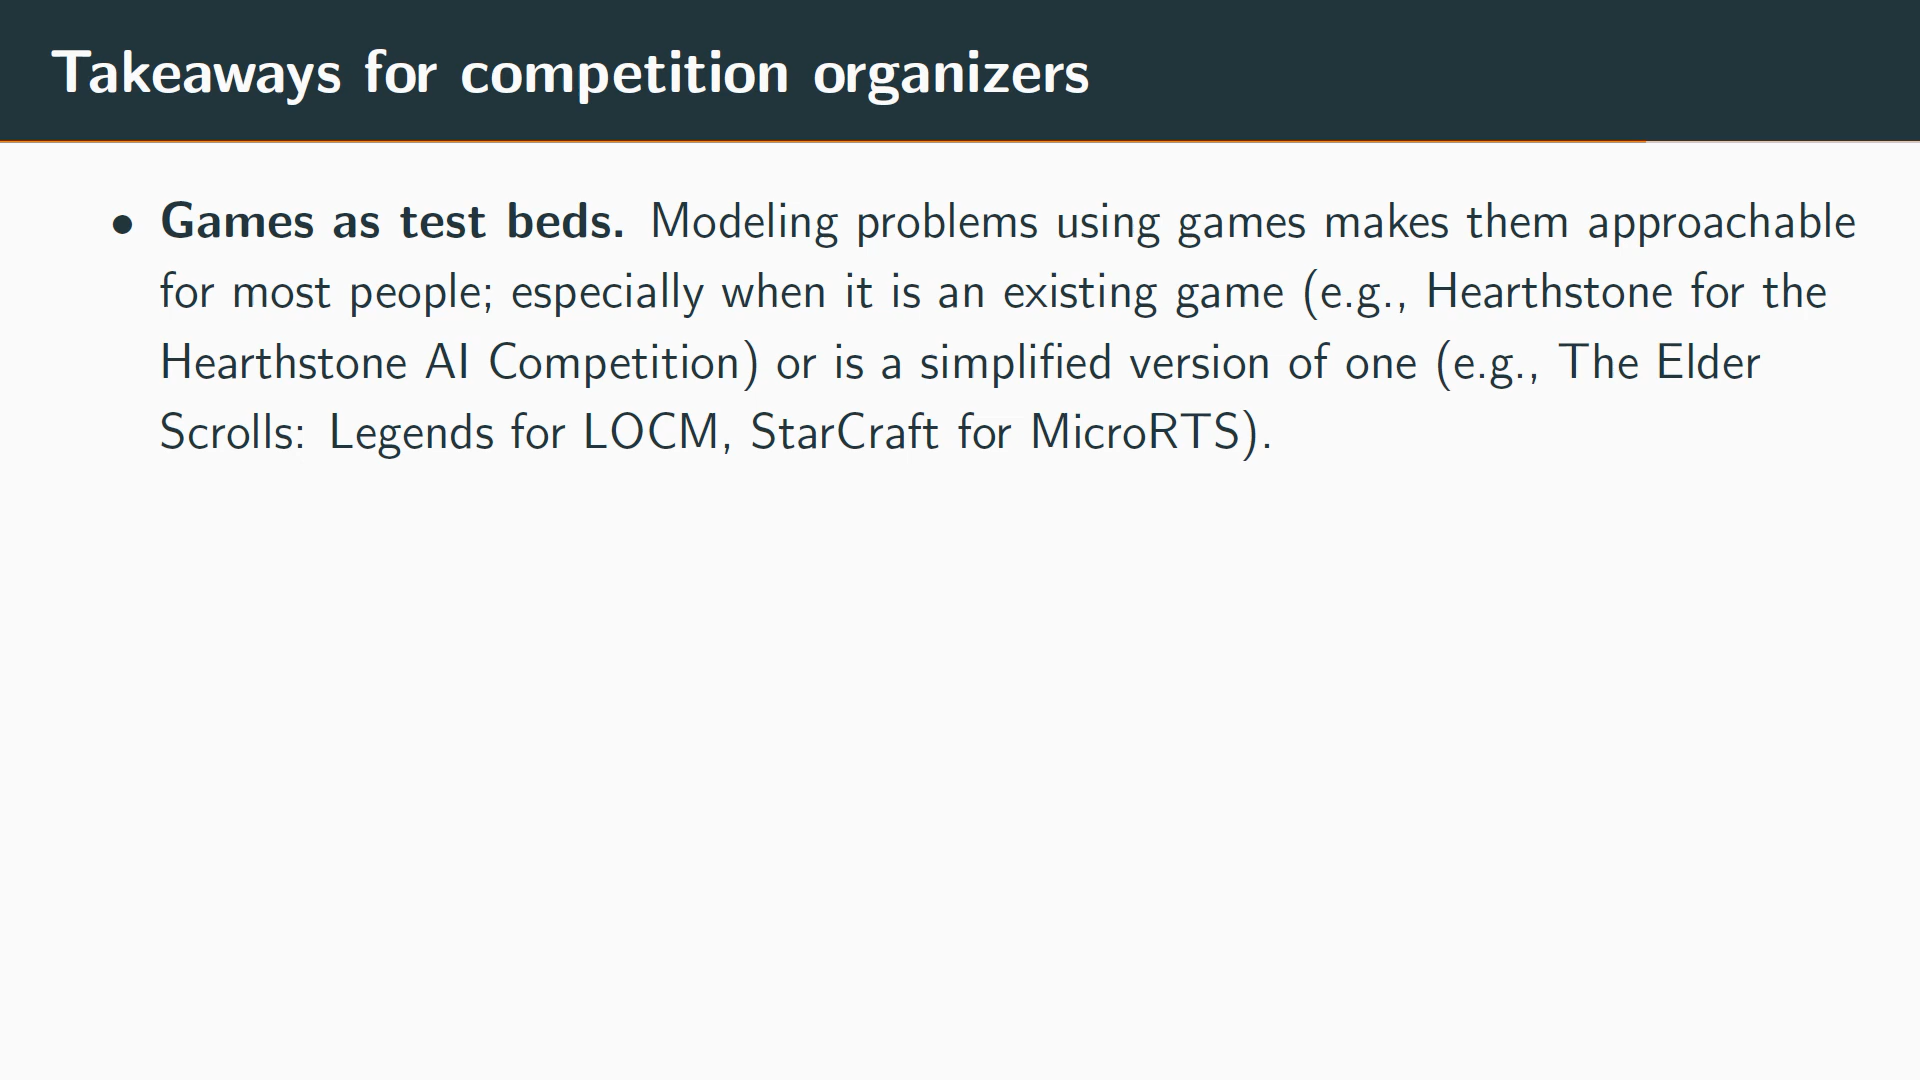 Takeaways for competition organizers
• Games as test beds. Modeling problems using games makes them approachable
for most people; especially when it is an existing game (e.g., Hearthstone for the
Hearthstone AI Competition) or is a simplified version of one (e.g., The Elder
Scrolls: Legends for LOCM, StarCraft for MicroRTS).